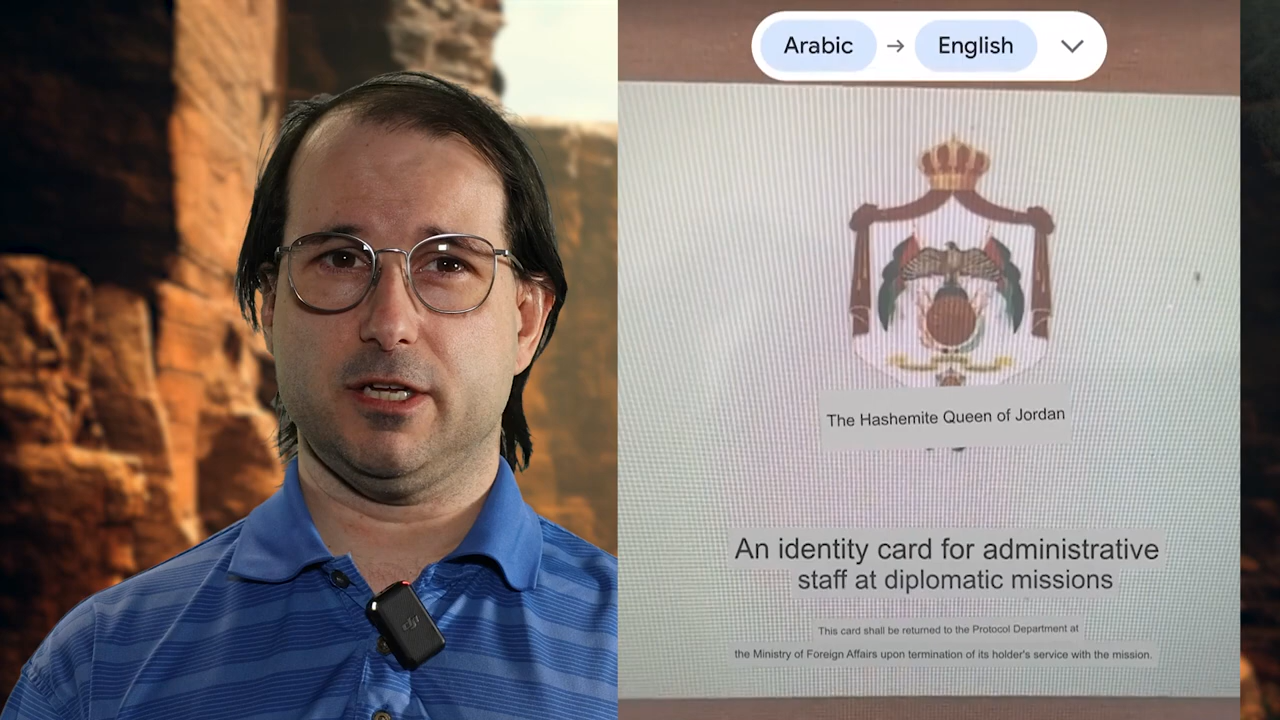 Arabic → English
The Hashemite Queen of Jordan
An identity card for administrative
staff at diplomatic missions
This card shall be returned to the Protocol Department at
the Ministry of Foreign Affairs upon termination of its holder's service with the mission.
dji